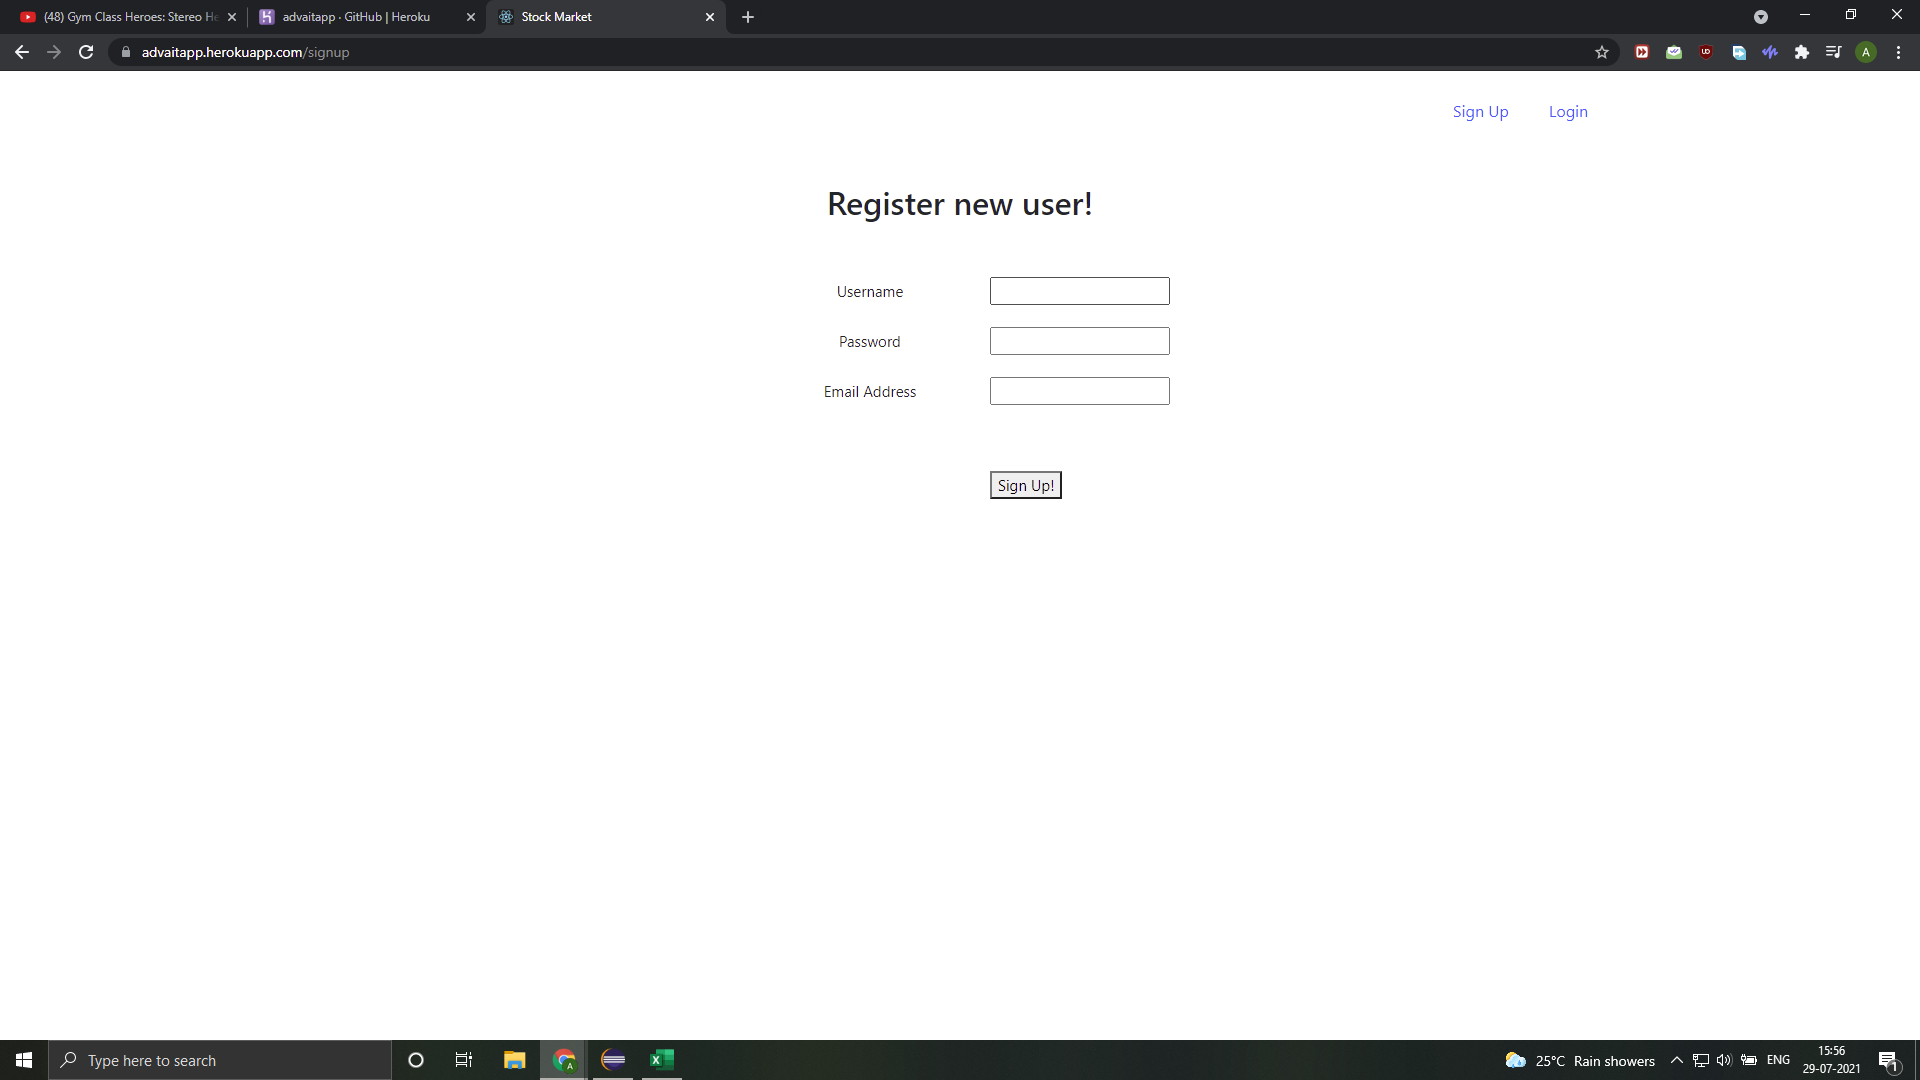 (48) Gym Class Heroes: Stereo He
advaitapp · GitHub | Heroku
Stock Market
advaitapp.herokuapp.com/signup
UD
A
Sign Up
Login
Register new user!
Username
Password
Email Address
Sign Up!
Type here to search
A
X
25°C Rain showers
ENG
15:56
29-07-2021
1